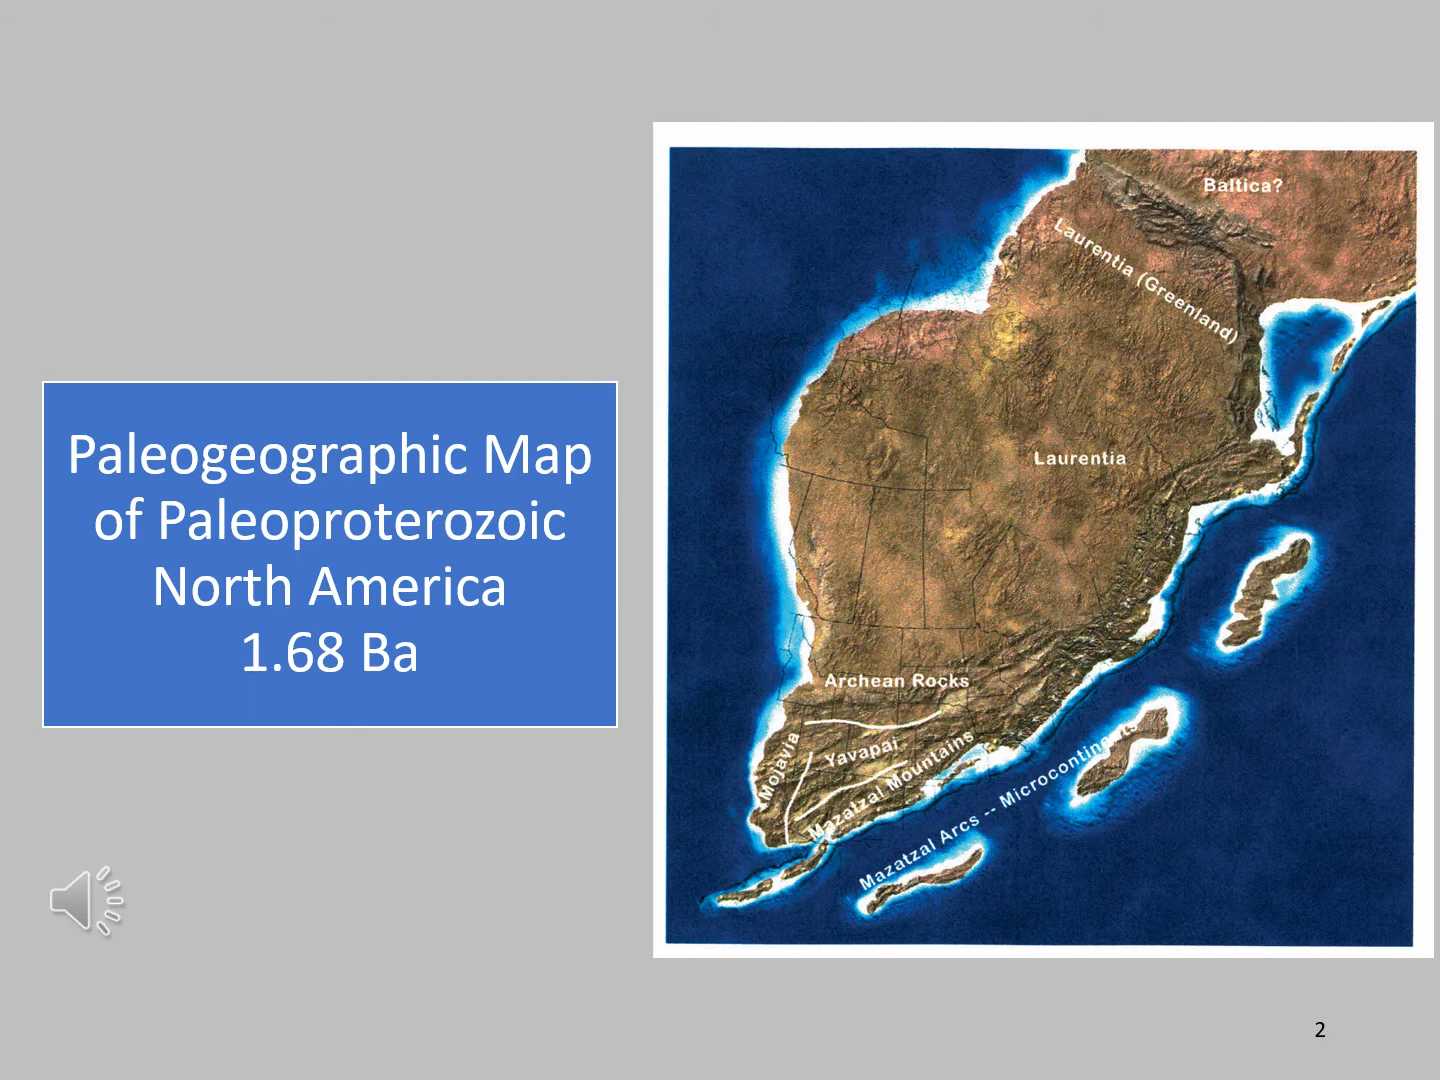 Paleogeographic Map
of Paleoproterozoic
North America
1.68 Ba
Baltica?
Laurentia (Greenland)
Laurentia
Archean Rocks
Mojavia
Yavapai
Mazatzal Mountains
Mazatzal Arcs -- Microcontinents
2